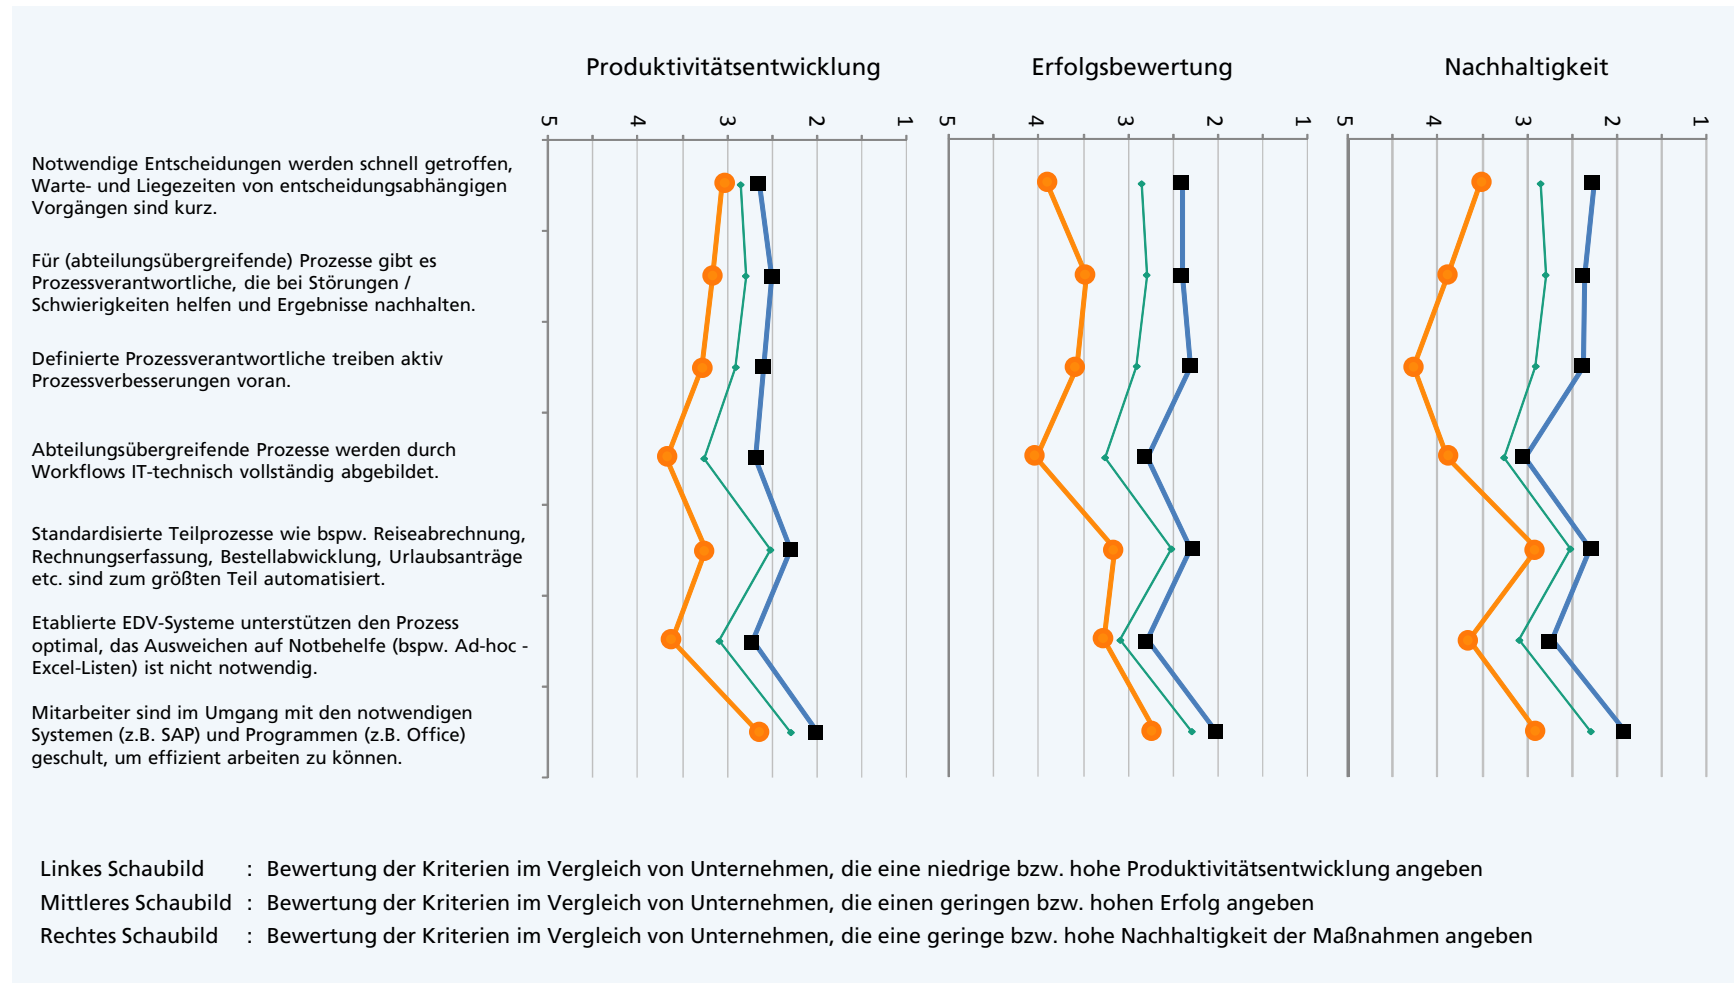 Produktivitätsentwicklung
Erfolgsbewertung
Nachhaltigkeit
5 4 3 2 1
5 4 3 2 1
5 4 3 2 1
Notwendige Entscheidungen werden schnell getroffen,
Warte- und Liegezeiten von entscheidungsabhängigen
Vorgängen sind kurz.
Für (abteilungsübergreifende) Prozesse gibt es
Prozessverantwortliche, die bei Störungen /
Schwierigkeiten helfen und Ergebnisse nachhalten.
Definierte Prozessverantwortliche treiben aktiv
Prozessverbesserungen voran.
Abteilungsübergreifende Prozesse werden durch
Workflows IT-technisch vollständig abgebildet.
Standardisierte Teilprozesse wie bspw. Reiseabrechnung,
Rechnungserfassung, Bestellabwicklung, Urlaubsanträge
etc. sind zum größten Teil automatisiert.
Etablierte EDV-Systeme unterstützen den Prozess
optimal, das Ausweichen auf Notbehelfe (bspw. Ad-hoc -
Excel-Listen) ist nicht notwendig.
Mitarbeiter sind im Umgang mit den notwendigen
Systemen (z.B. SAP) und Programmen (z.B. Office)
geschult, um effizient arbeiten zu können.
Linkes Schaubild : Bewertung der Kriterien im Vergleich von Unternehmen, die eine niedrige bzw. hohe Produktivitätsentwicklung angeben
Mittleres Schaubild : Bewertung der Kriterien im Vergleich von Unternehmen, die einen geringen bzw. hohen Erfolg angeben
Rechtes Schaubild : Bewertung der Kriterien im Vergleich von Unternehmen, die eine geringe bzw. hohe Nachhaltigkeit der Maßnahmen angeben